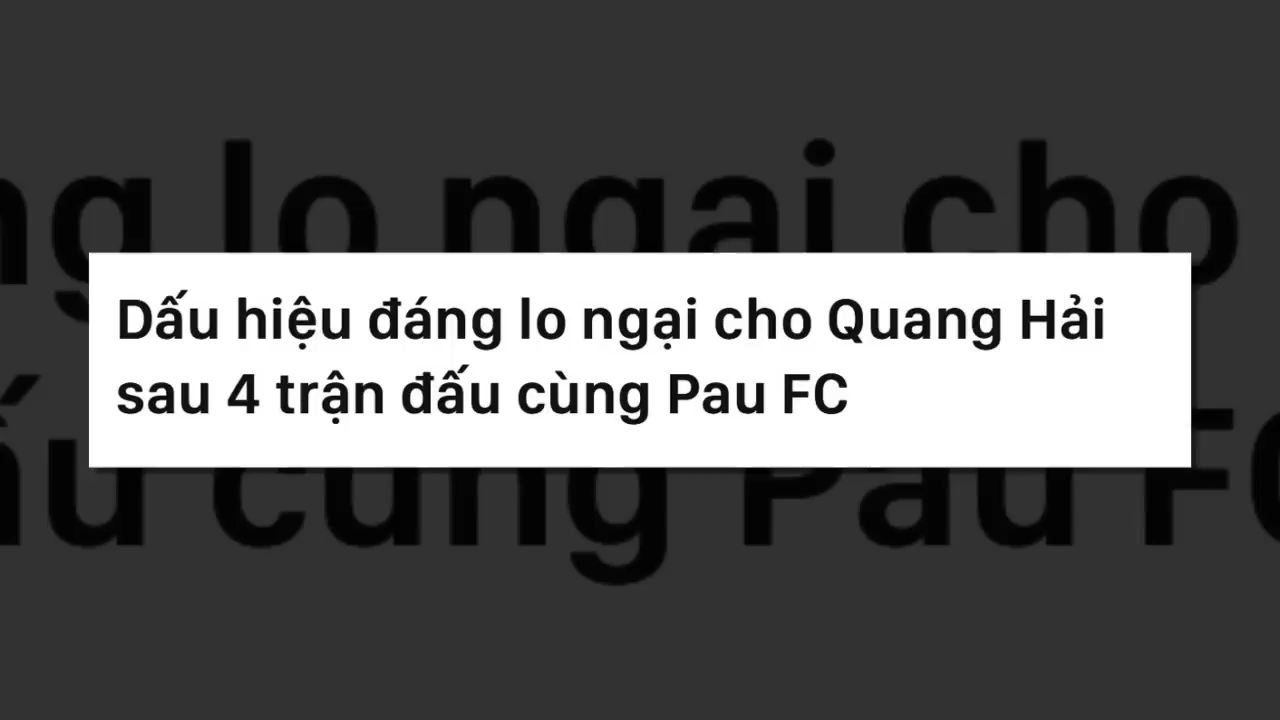 Dấu hiệu đáng lo ngại cho Quang Hải
sau 4 trận đấu cùng Pau FC